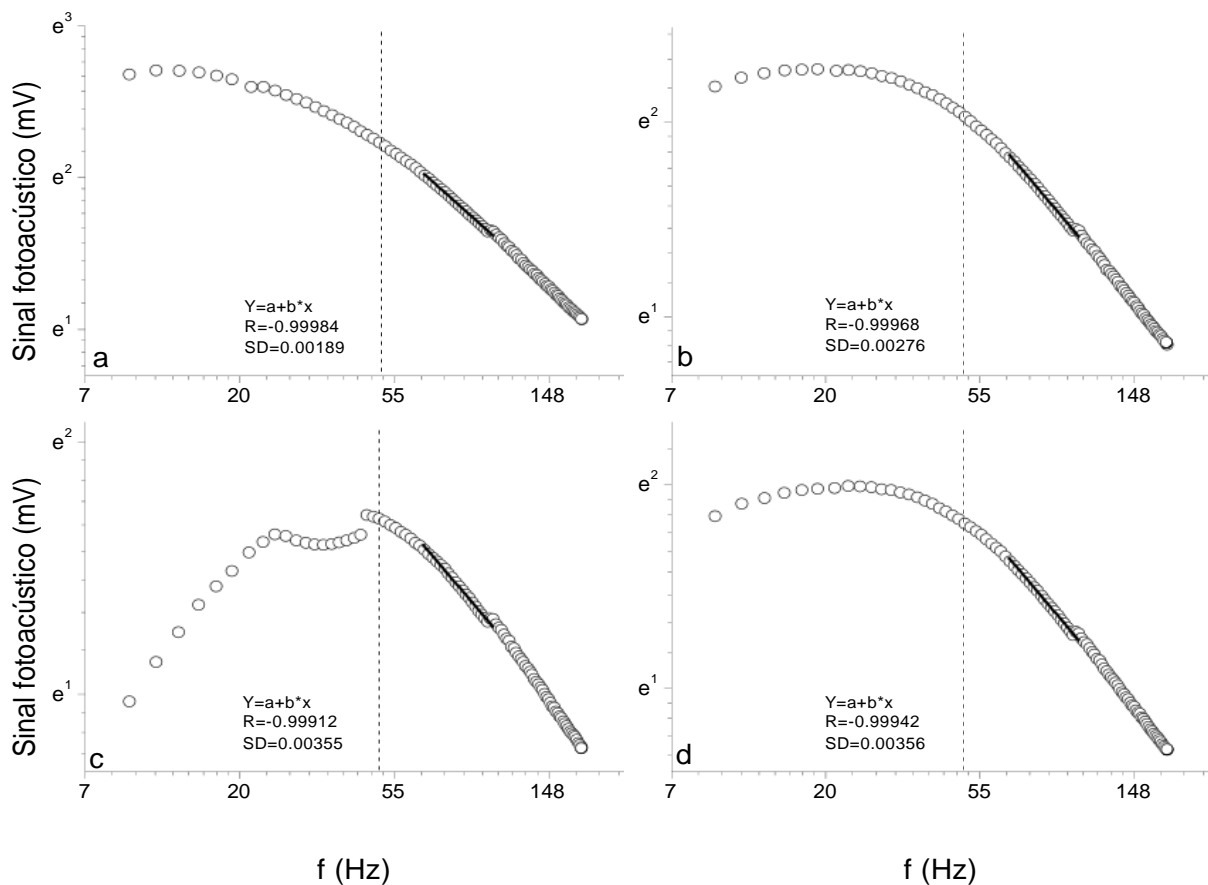 e3
e2
e1
Sinal fotoacústico (mV)
Y=a+b*x
R=-0.99984
SD=0.00189
a
7
20
55
148
e2
e1
Y=a+b*x
R=-0.99968
SD=0.00276
b
7
20
55
148
e2
e1
Sinal fotoacústico (mV)
Y=a+b*x
R=-0.99912
SD=0.00355
c
7
20
55
148
f (Hz)
e2
e1
Y=a+b*x
R=-0.99942
SD=0.00356
d
7
20
55
148
f (Hz)